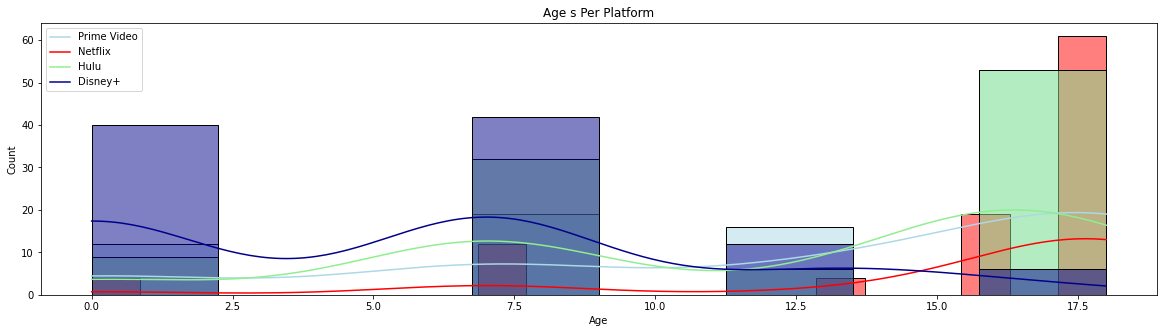 Age s Per Platform
Prime Video
Netflix
Hulu
Disney+
Count
60
50
40
30
20
10
0
0.0 2.5 5.0 7.5 10.0 12.5 15.0 17.5
Age